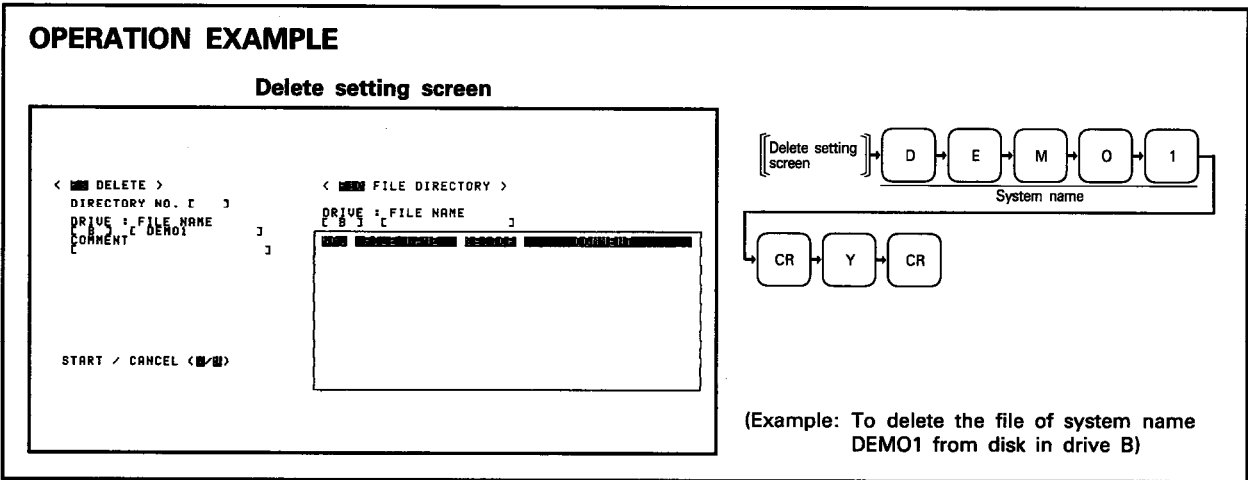 OPERATION EXAMPLE
Delete setting screen
< DELETE >
DIRECTORY NO. [ ]
DRIVE : FILE NAME
[ B ] [ DEMO1 ]
COMMENT
[ ]
START / CANCEL < / >
< FILE DIRECTORY >
DRIVE : FILE NAME
[ B ] [ ]
Delete setting screen
D E M O 1
System name
CR Y CR
(Example: To delete the file of system name
DEMO1 from disk in drive B)